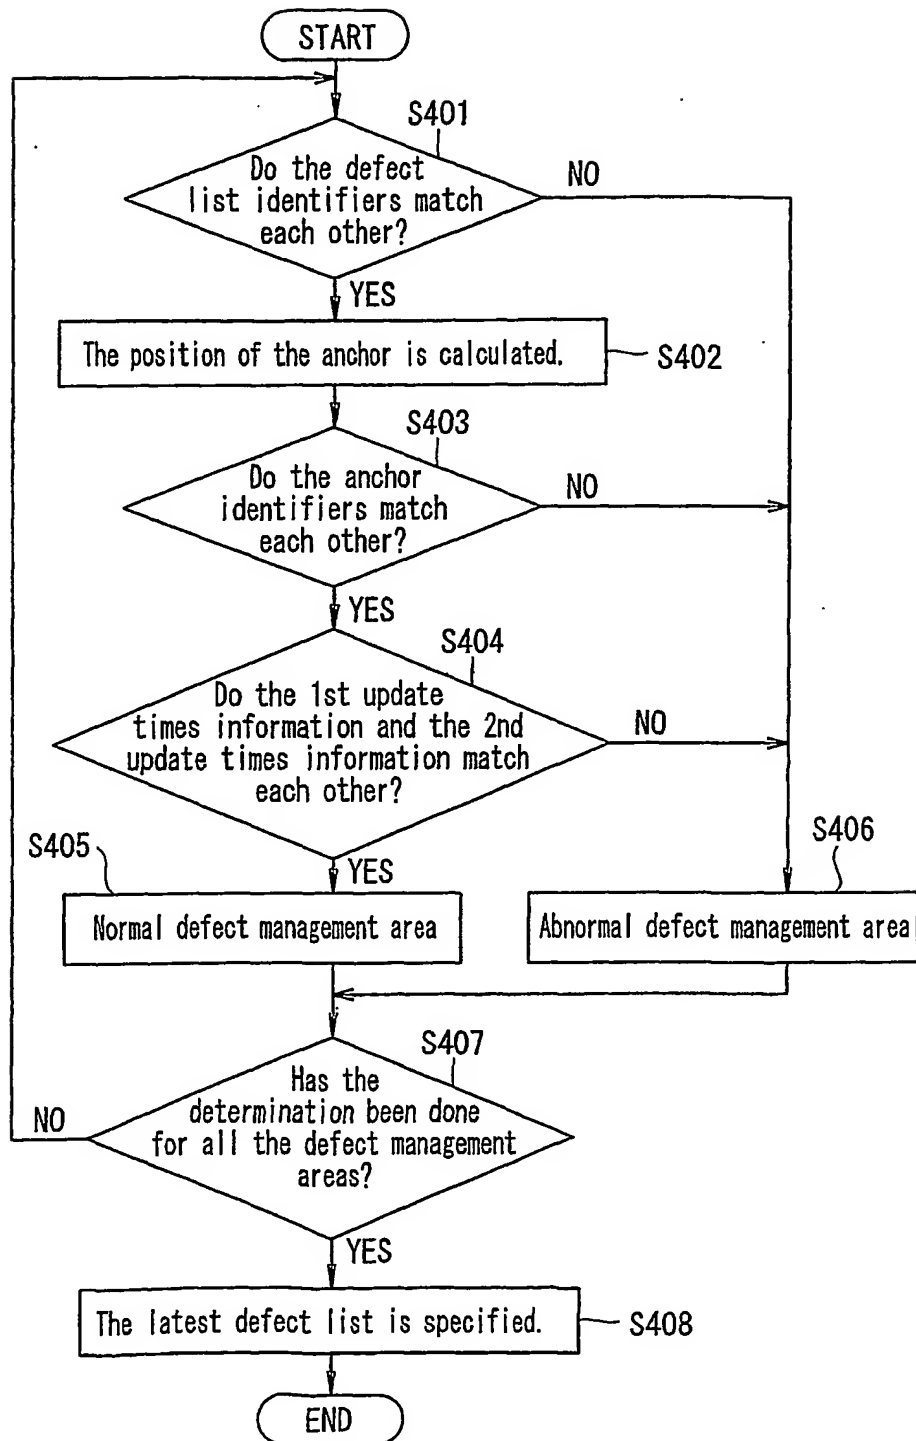 START
S401
Do the defect
list identifiers match
each other?
NO
YES
The position of the anchor is calculated.
S402
S403
Do the anchor
identifiers match
each other?
NO
YES
S404
Do the 1st update
times information and the 2nd
update times information match
each other?
NO
YES
S405
Normal defect management area
S406
Abnormal defect management area
S407
Has the
determination been done
for all the defect management
areas?
NO
YES
The latest defect list is specified.
S408
END